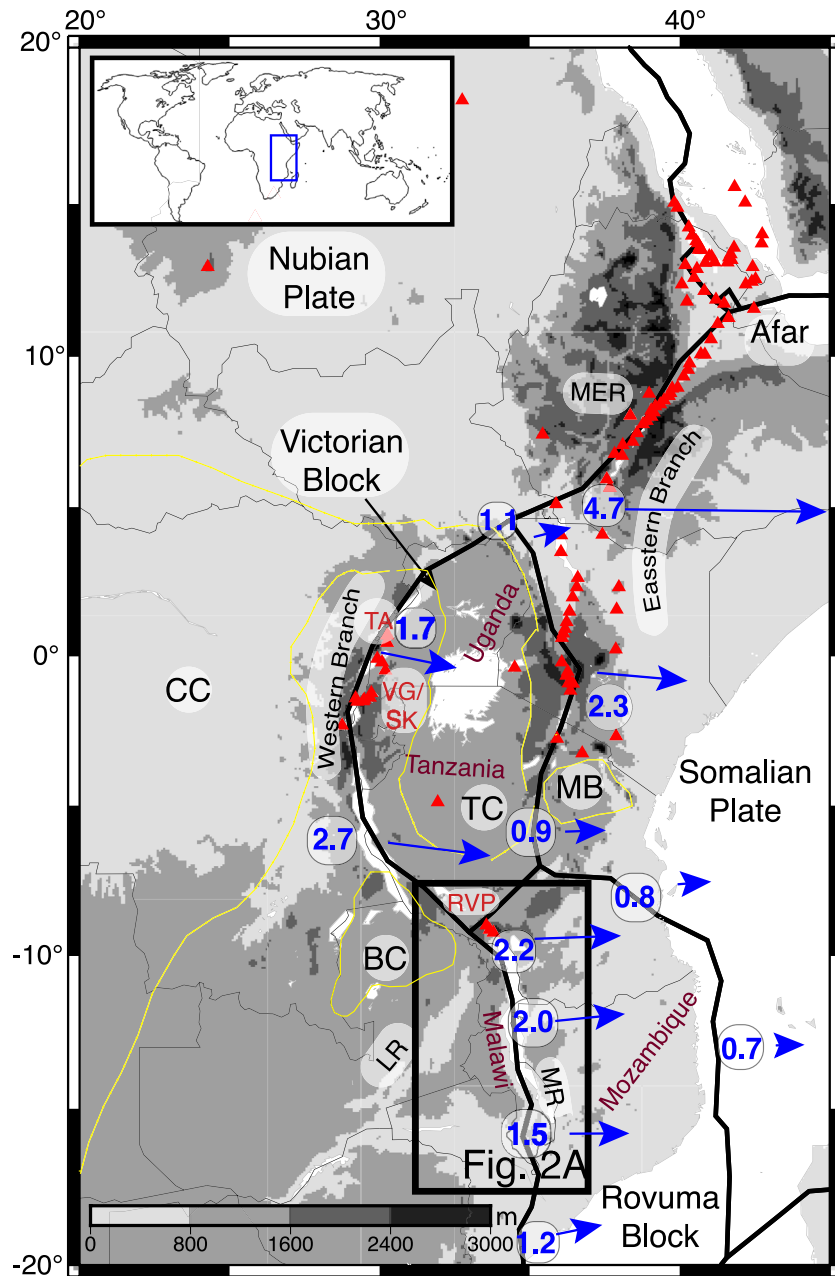 20° 30° 40°
20°
Nubian
Plate
Afar
10°
MER
Victorian
Block
Easstern Branch
4.7
1.1
Uganda
TA
1.7
Western Branch
0°
CC
VG/
SK
2.3
Tanzania
MB
Somalian
Plate
TC
2.7
0.9
RVP
0.8
2.2
-10°
BC
2.0
Malawi
Mozambique
0.7
LR
MR
1.5
Fig. 2A
Rovuma
Block
m
0 800 1600 2400 3000
1.2
-20°